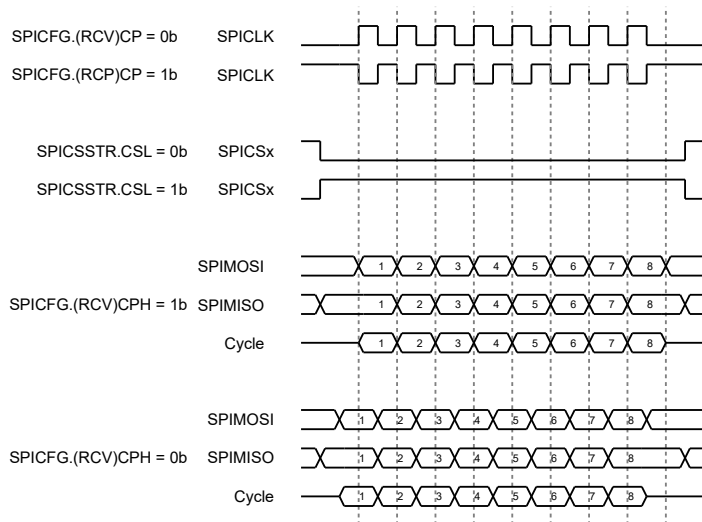 SPICFG.(RCV)CP = 0b SPICLK
SPICFG.(RCP)CP = 1b SPICLK
SPICSSTR.CSL = 0b SPICSx
SPICSSTR.CSL = 1b SPICSx
SPIMOSI 1 2 3 4 5 6 7 8
SPICFG.(RCV)CPH = 1b SPIMISO 1 2 3 4 5 6 7 8
Cycle 1 2 3 4 5 6 7 8
SPIMOSI 1 2 3 4 5 6 7 8
SPICFG.(RCV)CPH = 0b SPIMISO 1 2 3 4 5 6 7 8
Cycle 1 2 3 4 5 6 7 8